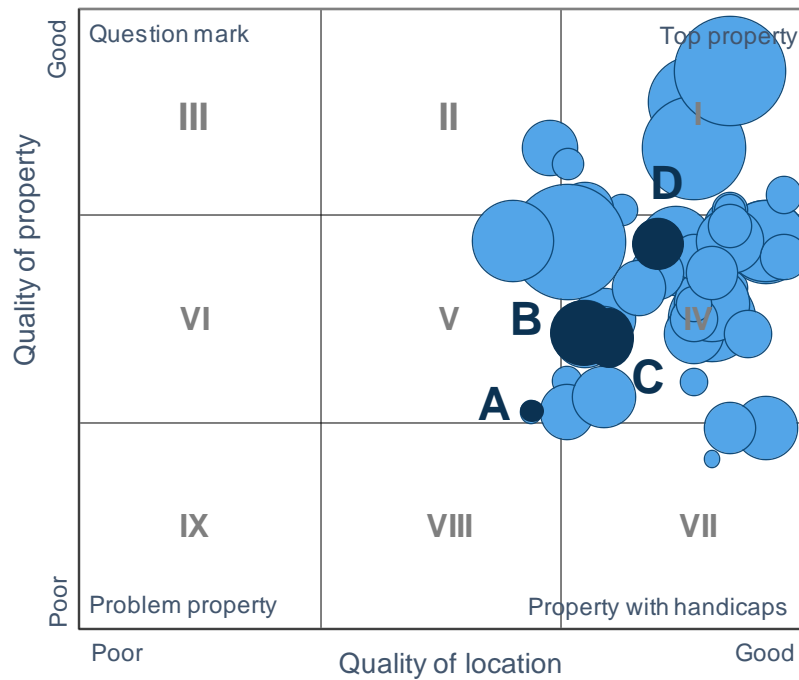 Good
Question mark
Top property
III
II
I
D
Quality of property
VI
V
B
IV
C
A
IX
VIII
VII
Poor
Problem property
Property with handicaps
Poor
Quality of location
Good